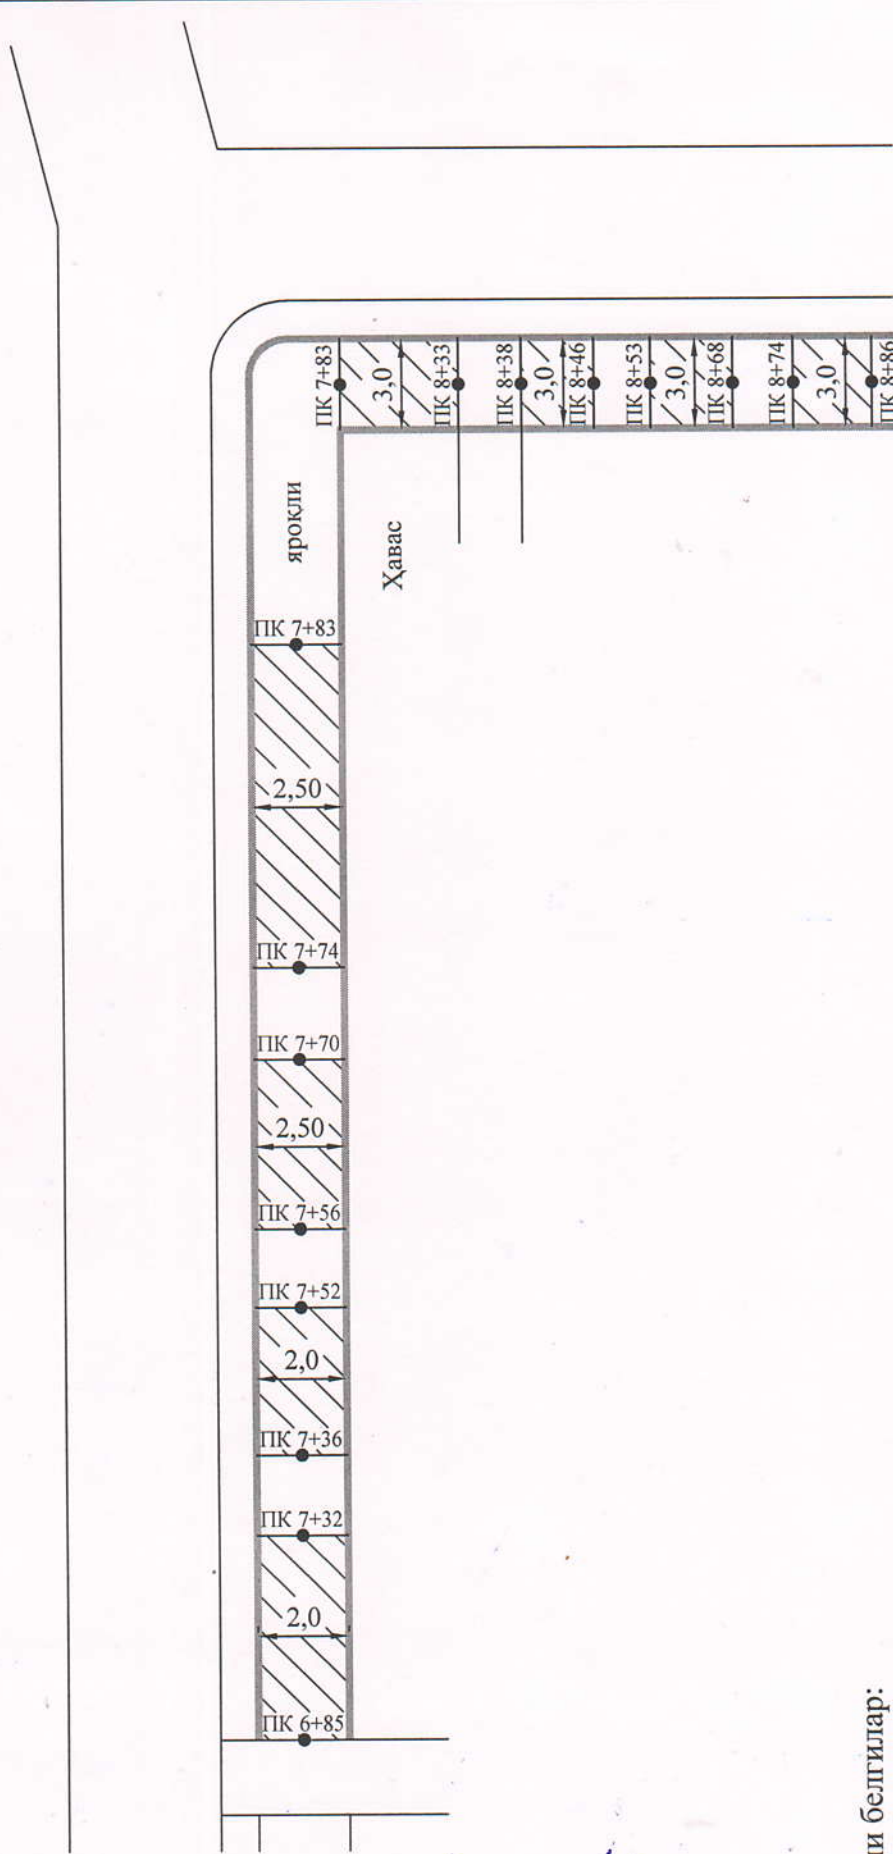 ПК 7+83
3,0
ПК 8+33
ПК 8+38
3,0
ПК 8+46
ПК 8+53
3,0
ПК 8+68
ПК 8+74
3,0
ПК 8+86
яроқли
Ҳавас
ПК 7+83
2,50
ПК 7+74
ПК 7+70
2,50
ПК 7+56
ПК 7+52
2,0
ПК 7+36
ПК 7+32
2,0
ПК 6+85
белгилар: